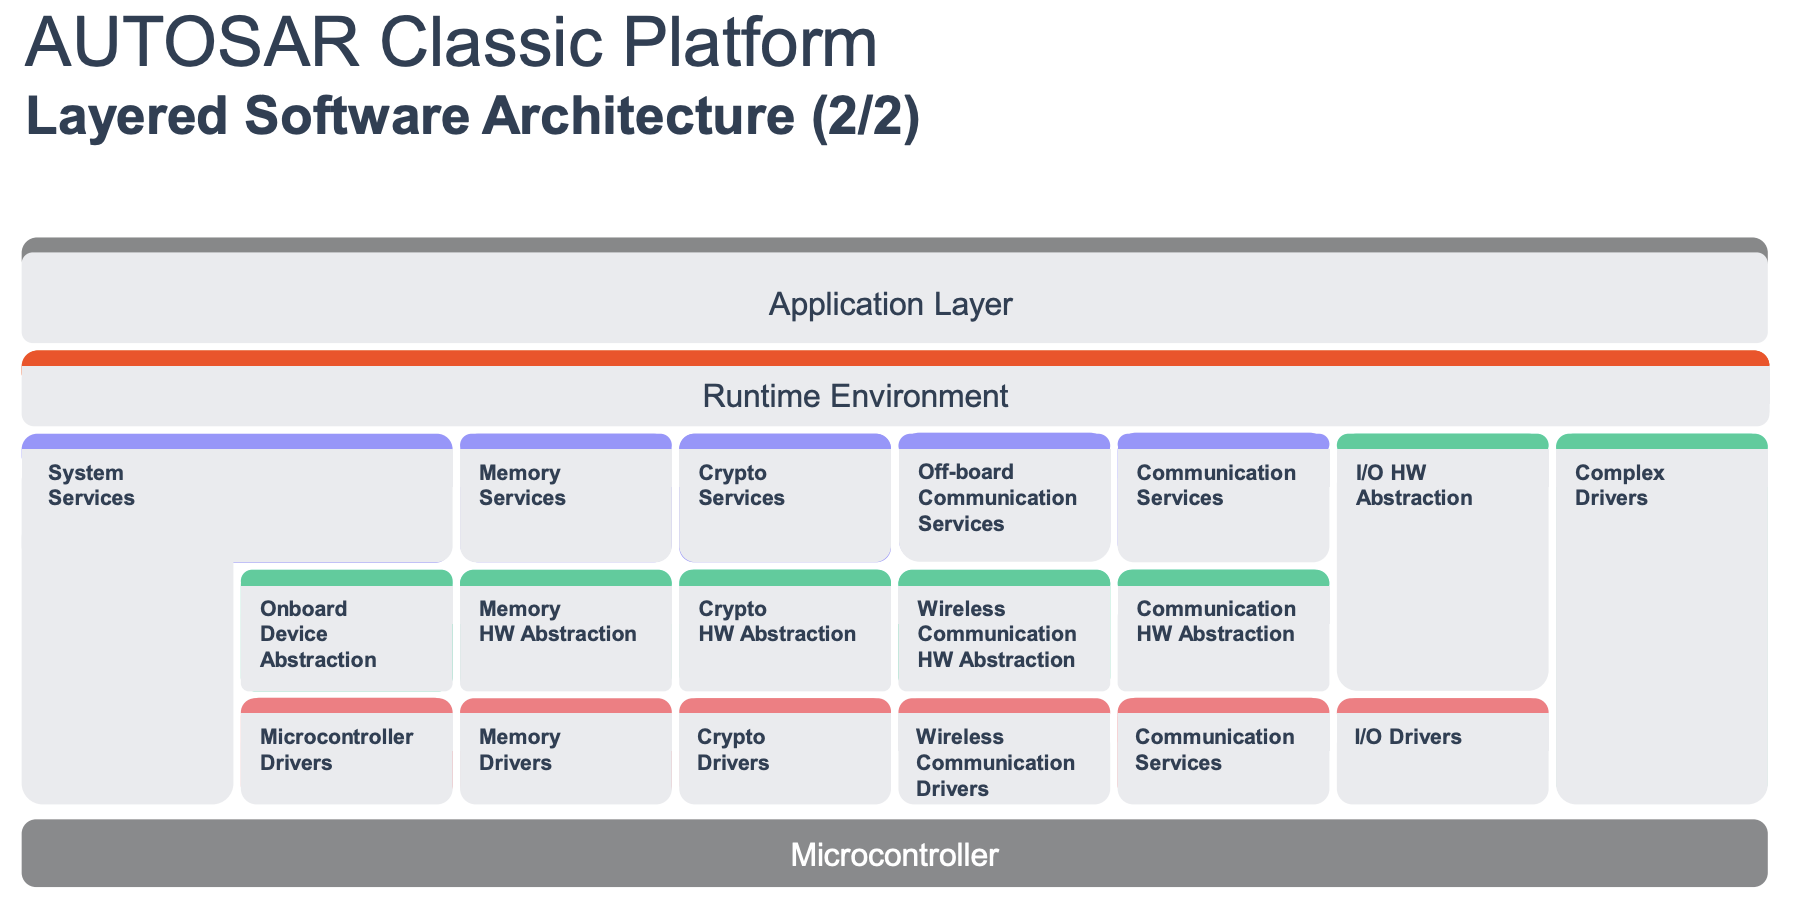 AUTOSAR Classic Platform
Layered Software Architecture (2/2)
Application Layer
Runtime Environment
System
Services
Memory
Services
Crypto
Services
Off-board
Communication
Services
Communication
Services
I/O HW
Abstraction
Complex
Drivers
Onboard
Device
Abstraction
Memory
HW Abstraction
Crypto
HW Abstraction
Wireless
Communication
HW Abstraction
Communication
HW Abstraction
Microcontroller
Drivers
Memory
Drivers
Crypto
Drivers
Wireless
Communication
Drivers
Communication
Services
I/O Drivers
Microcontroller